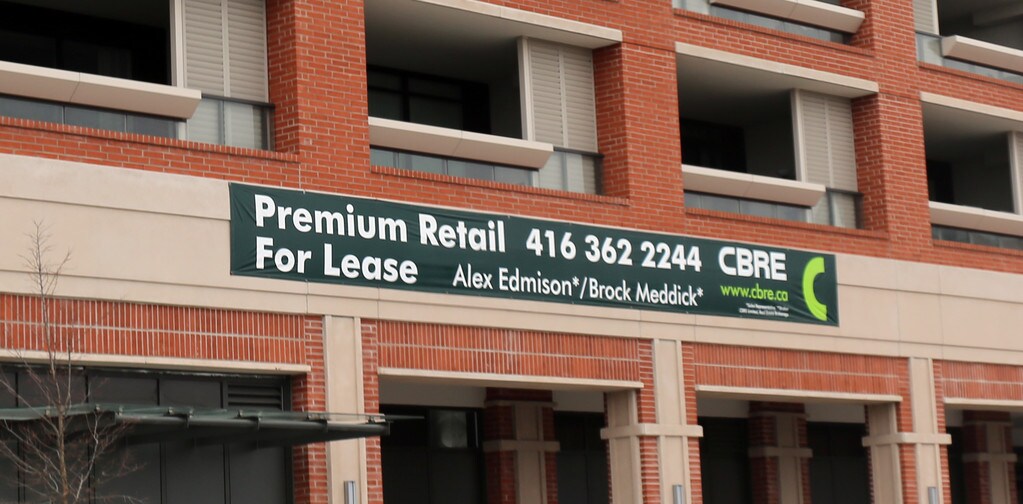 Premium Retail
For Lease
416 362 2244
Alex Edmison*/Brock Meddick*
CBRE
www.cbre.ca